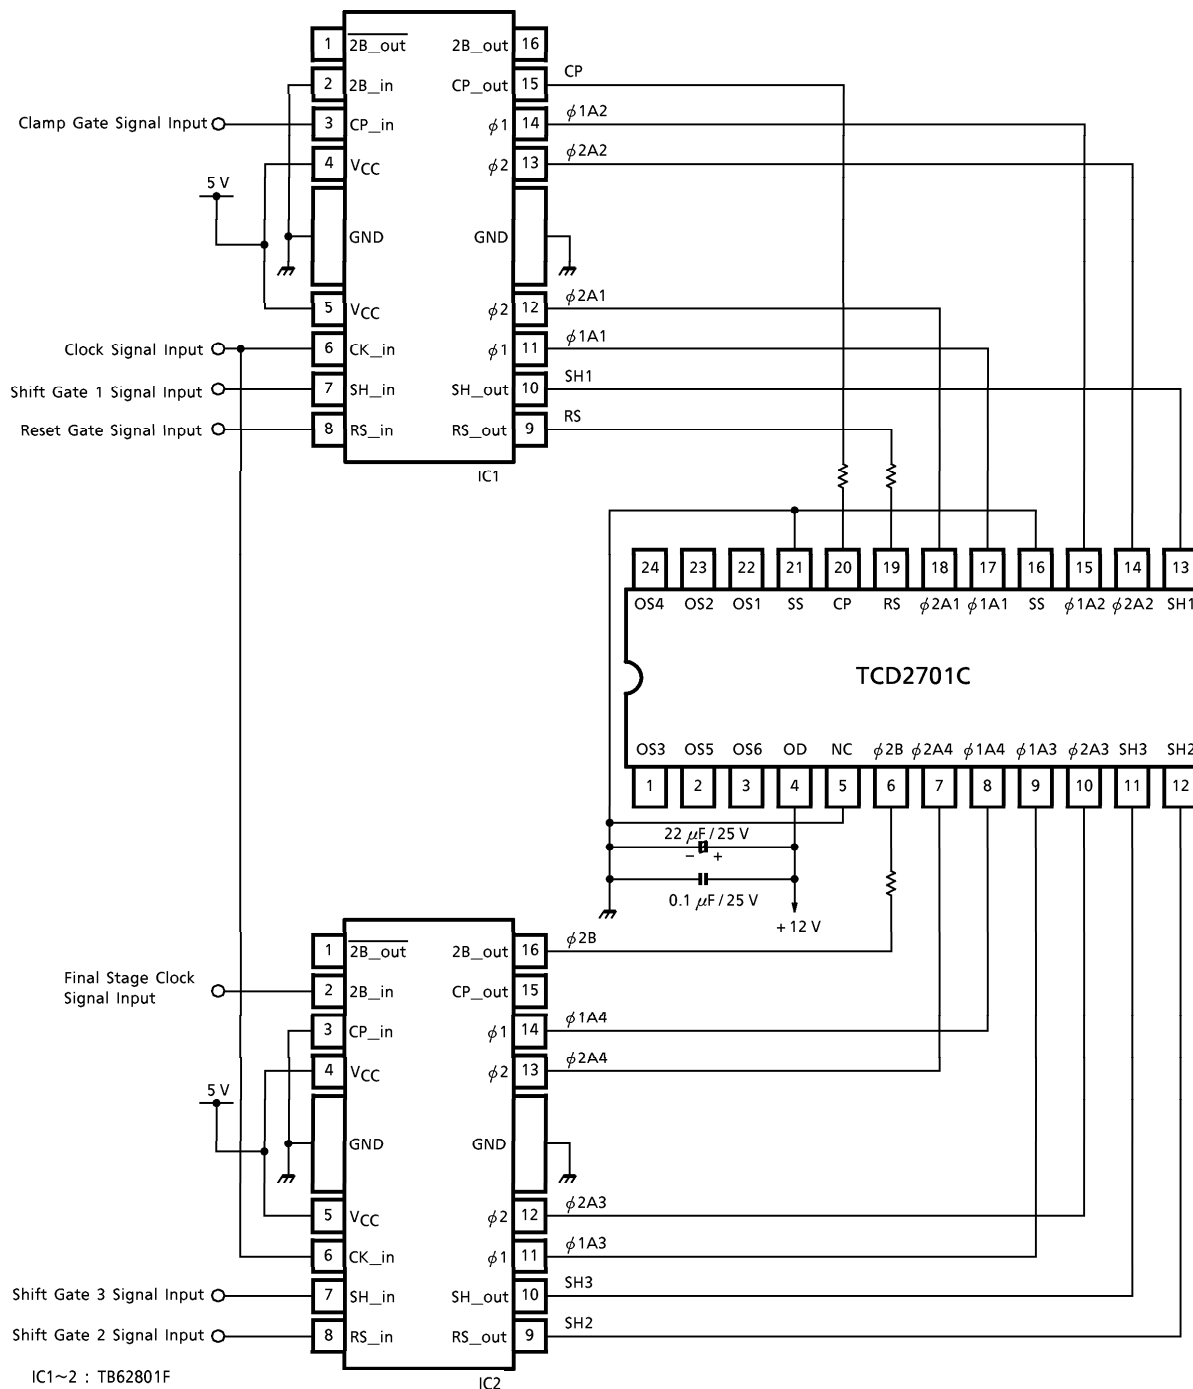 1 2B_out 2B_out 16
2 2B_in CP_out 15 CP
Clamp Gate Signal Input 3 CP_in ϕ1 14 ϕ1A2
4 VCC ϕ2 13 ϕ2A2
5 V
GND GND
5 VCC ϕ2 12 ϕ2A1
Clock Signal Input 6 CK_in ϕ1 11 ϕ1A1
Shift Gate 1 Signal Input 7 SH_in SH_out 10 SH1
Reset Gate Signal Input 8 RS_in RS_out 9 RS
IC1
24 23 22 21 20 19 18 17 16 15 14 13
OS4 OS2 OS1 SS CP RS ϕ2A1 ϕ1A1 SS ϕ1A2 ϕ2A2 SH1
TCD2701C
OS3 OS5 OS6 OD NC ϕ2B ϕ2A4 ϕ1A4 ϕ1A3 ϕ2A3 SH3 SH2
1 2 3 4 5 6 7 8 9 10 11 12
22 μF/25 V
− +
0.1 μF/25 V
+12 V
1 2B_out 2B_out 16 ϕ2B
Final Stage Clock
Signal Input
2 2B_in CP_out 15
3 CP_in ϕ1 14 ϕ1A4
4 VCC ϕ2 13 ϕ2A4
5 V
GND GND
5 VCC ϕ2 12 ϕ2A3
6 CK_in ϕ1 11 ϕ1A3
Shift Gate 3 Signal Input 7 SH_in SH_out 10 SH3
Shift Gate 2 Signal Input 8 RS_in RS_out 9 SH2
IC1~2 : TB62801F
IC2